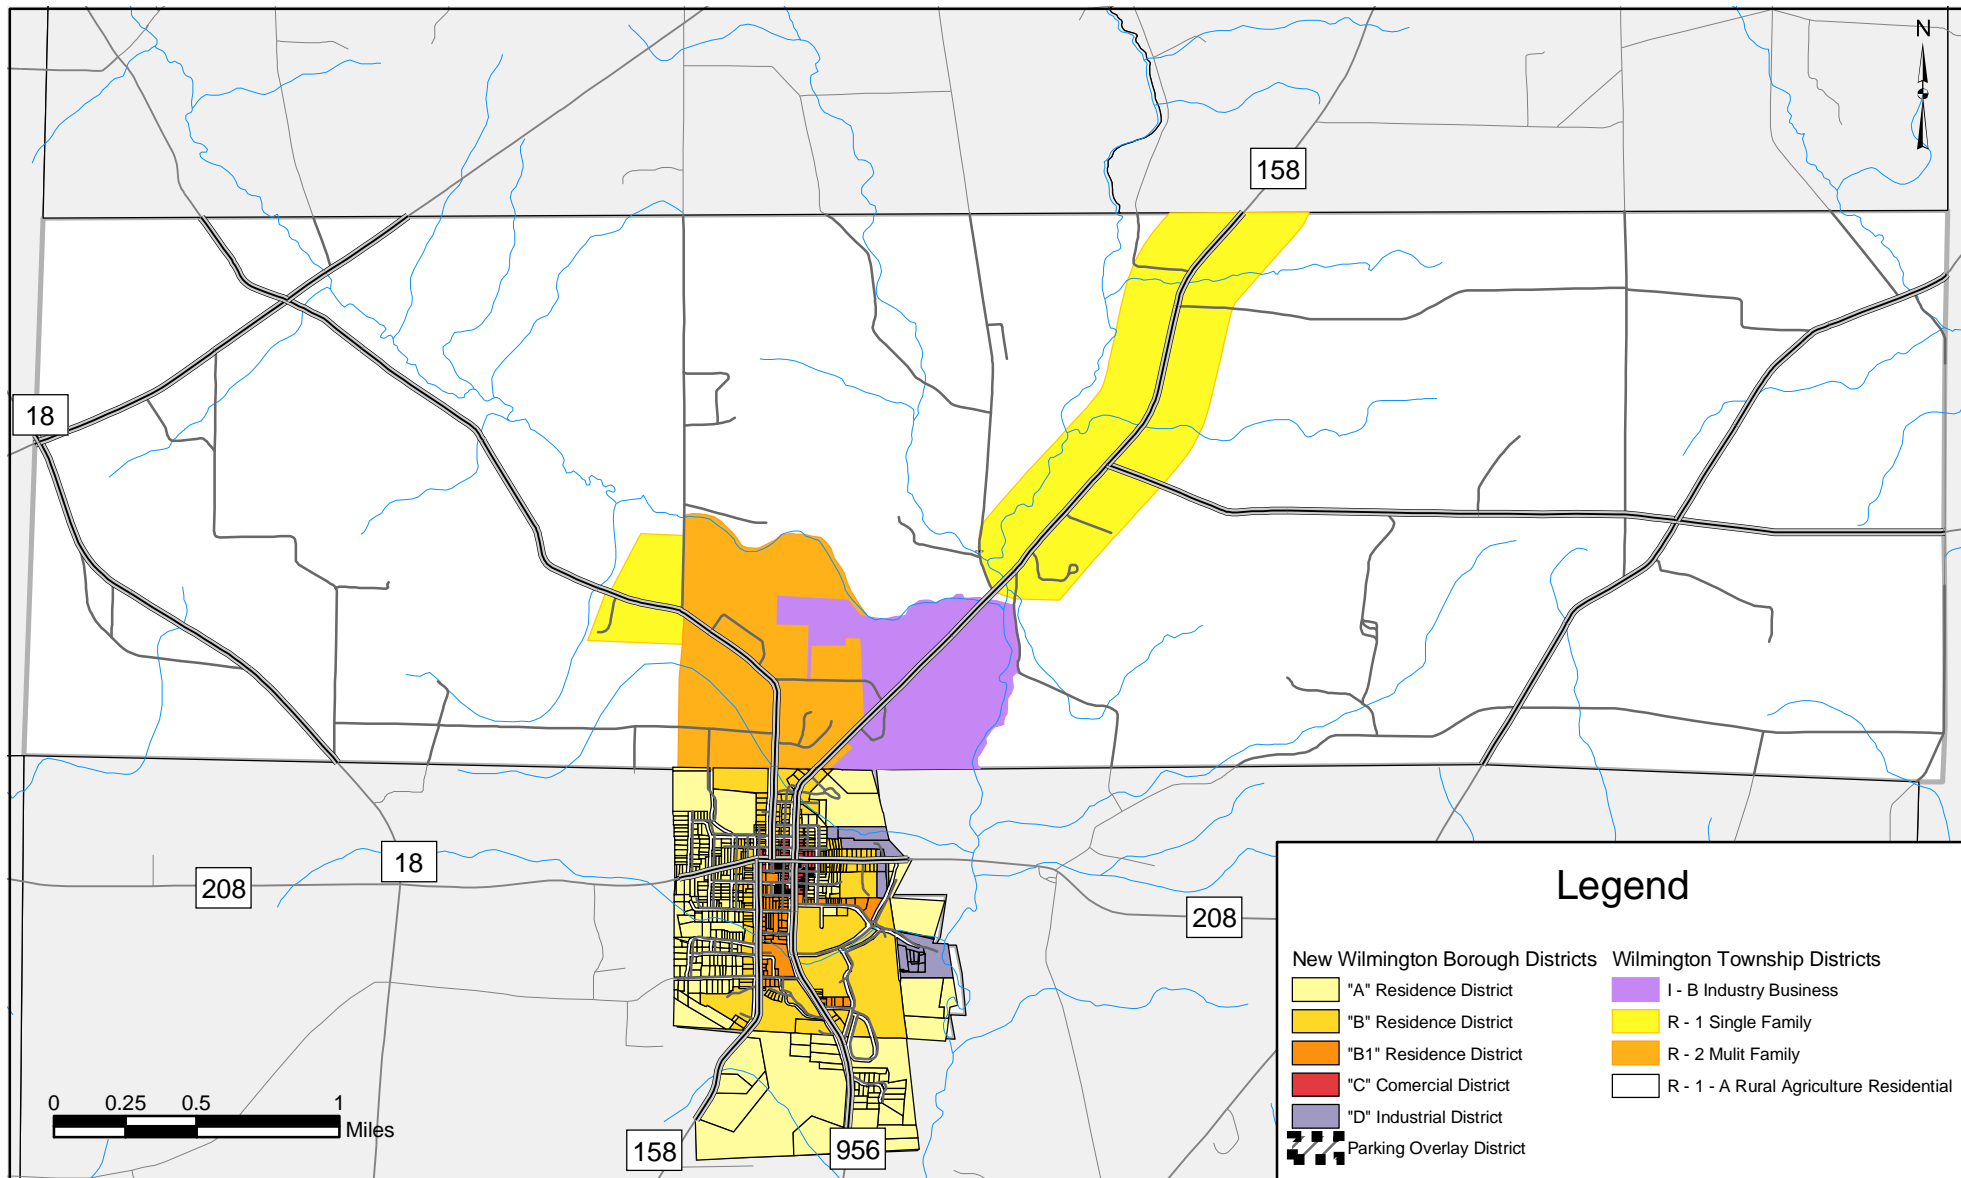 N
158
18
18
208
208
158
956
0 0.25 0.5 1
Miles
Legend
New Wilmington Borough Districts
"A" Residence District
"B" Residence District
"B1" Residence District
"C" Comercial District
"D" Industrial District
Parking Overlay District
Wilmington Township Districts
I - B Industry Business
R - 1 Single Family
R - 2 Mulit Family
R - 1 - A Rural Agriculture Residential